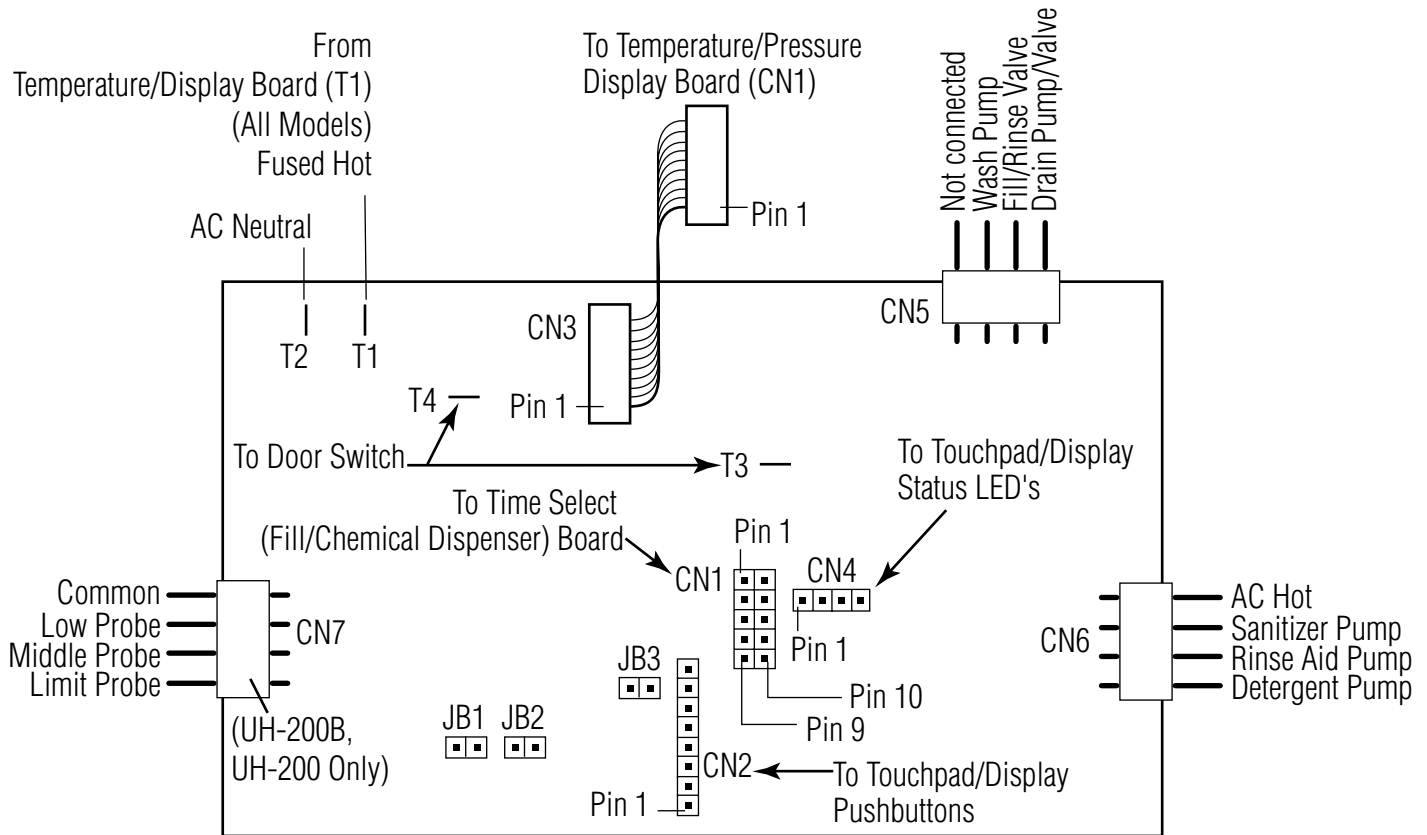 From
Temperature/Display Board (T1)
(All Models)
Fused Hot
AC Neutral
To Temperature/Pressure
Display Board (CN1)
Pin 1
Not connected
Wash Pump
Fill/Rinse Valve
Drain Pump/Valve
CN5
CN3
Pin 1
T2
T1
T4
To Door Switch
T3
To Touchpad/Display
Status LED's
To Time Select
(Fill/Chemical Dispenser) Board
Pin 1
CN1
CN4
Pin 1
Pin 10
Pin 9
Common
Low Probe
Middle Probe
Limit Probe
CN7
(UH-200B,
UH-200 Only)
JB1
JB2
JB3
CN2
Pin 1
To Touchpad/Display
Pushbuttons
CN6
AC Hot
Sanitizer Pump
Rinse Aid Pump
Detergent Pump